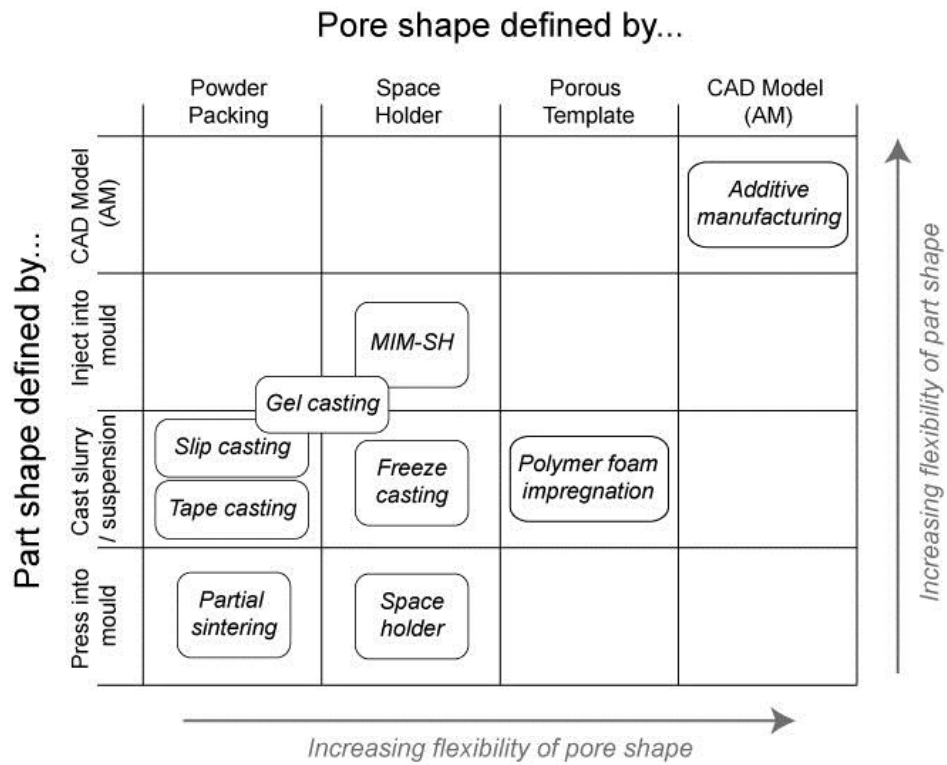 Pore shape defined by...
Powder
Packing
Space
Holder
Porous
Template
CAD Model
(AM)
Part shape defined by...
CAD Model
(AM)
Additive
manufacturing
Inject into
mould
MIM-SH
Gel casting
Cast slurry
/ suspension
Slip casting
Tape casting
Freeze
casting
Polymer foam
impregnation
Press into
mould
Partial
sintering
Space
holder
Increasing flexibility of part shape
Increasing flexibility of pore shape